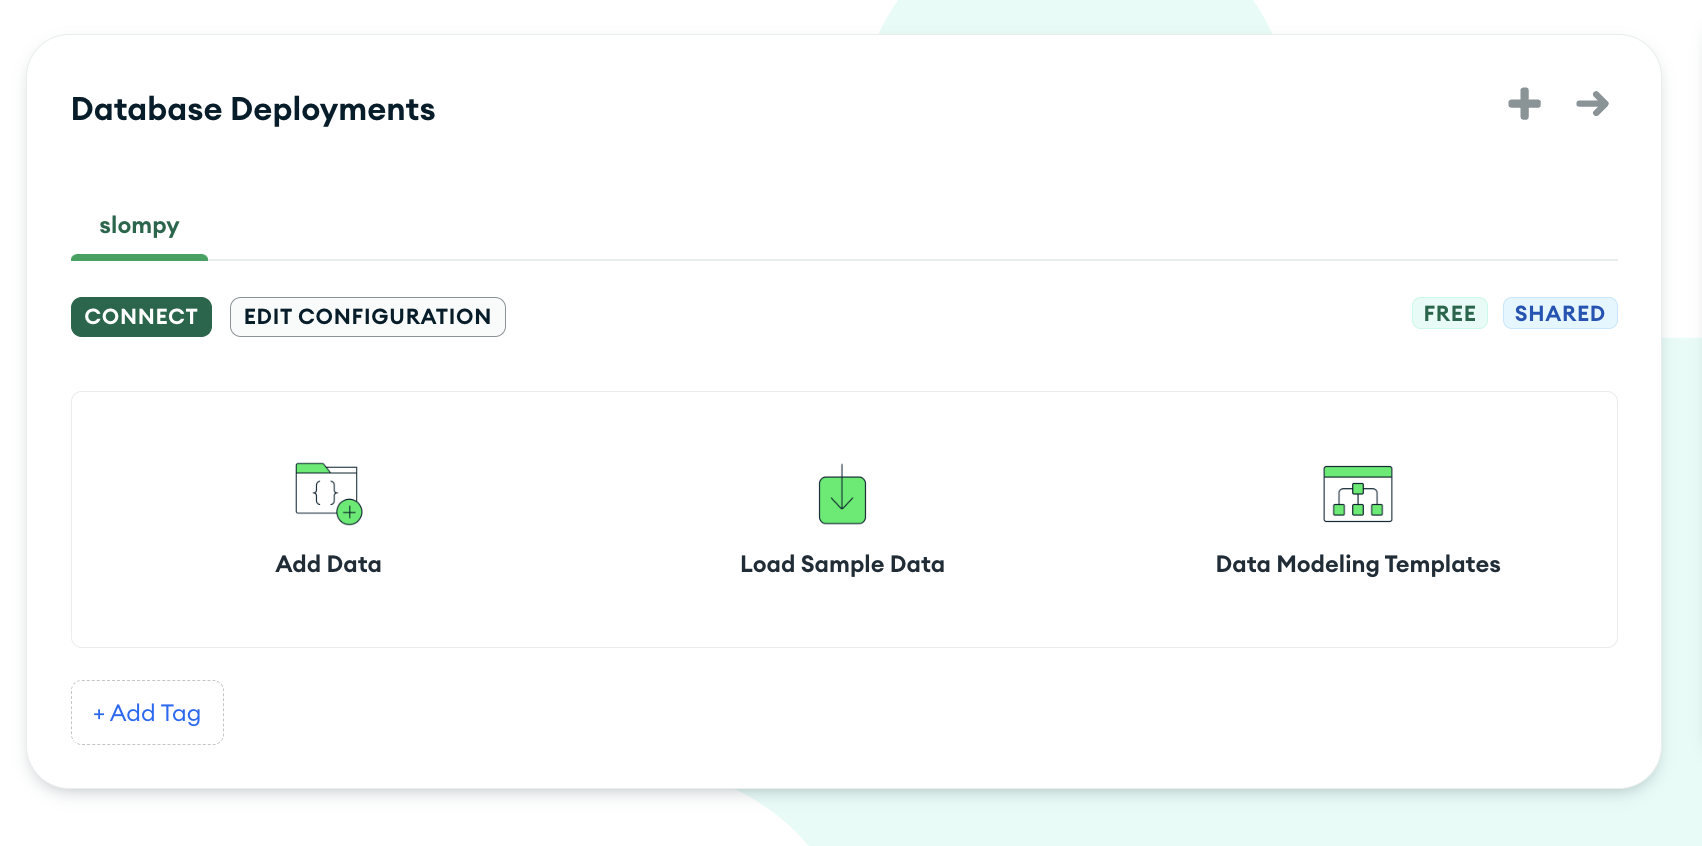 Database Deployments
slompy
CONNECT
EDIT CONFIGURATION
FREE
SHARED
{ }
Add Data
Load Sample Data
Data Modeling Templates
+ Add Tag